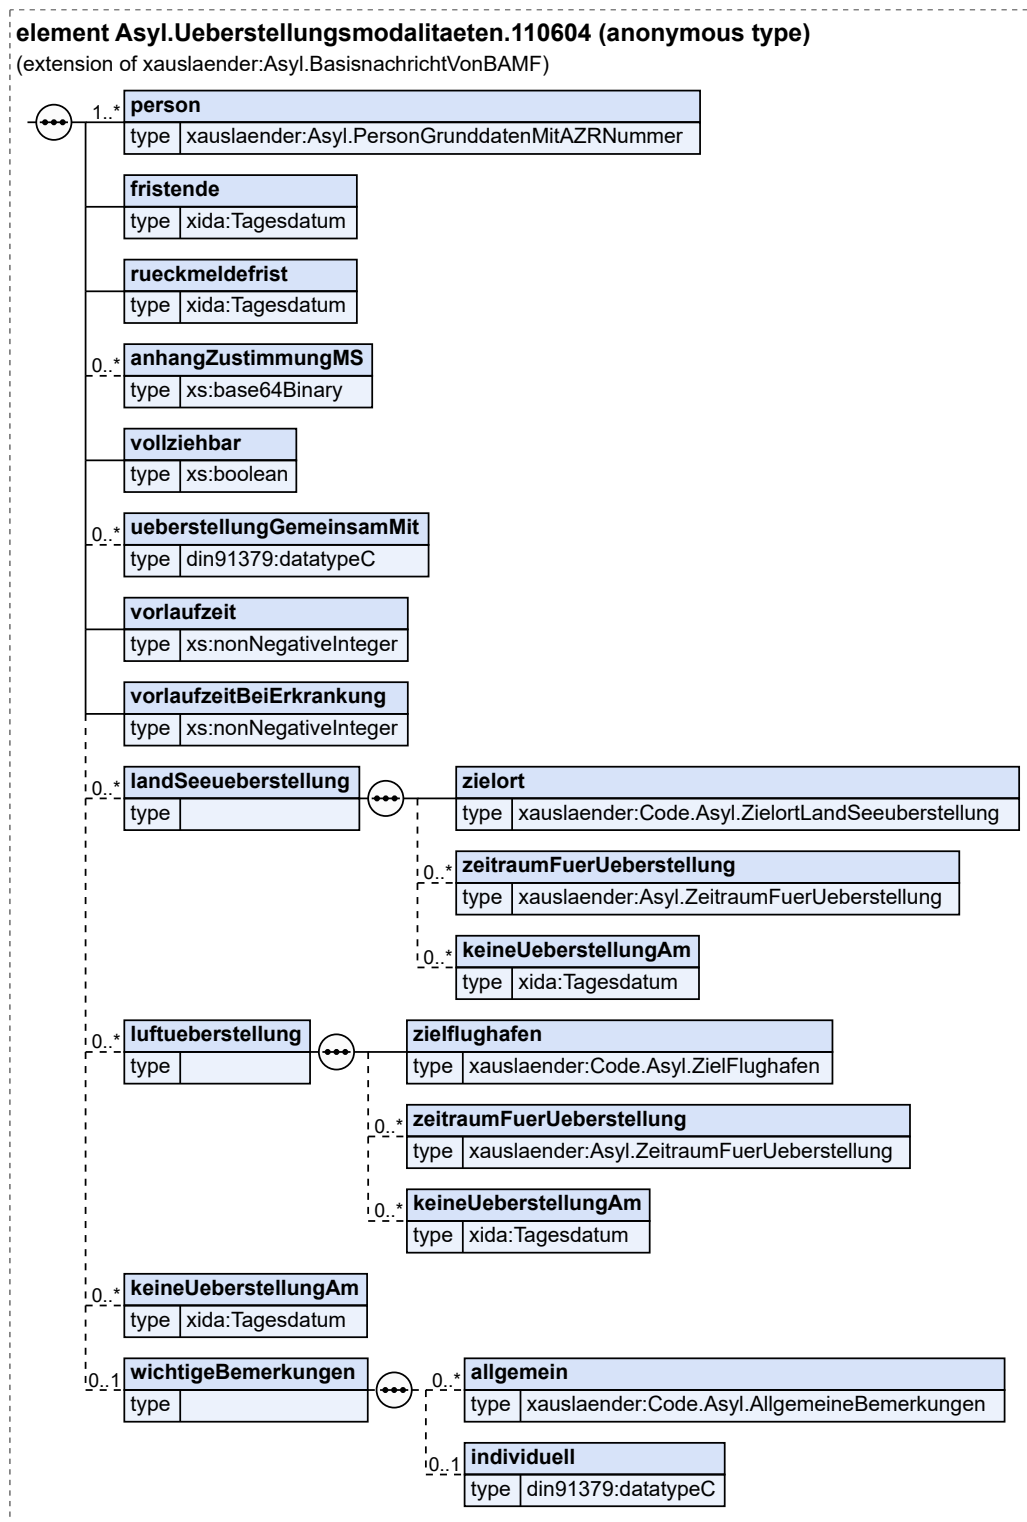 element Asyl.Ueberstellungsmodalitaeten.110604 (anonymous type)
(extension of xauslaender:Asyl.BasisnachrichtVonBAMF)
1..* person
type xauslaender:Asyl.PersonGrunddatenMitAZRNummer
fristende
type xida:Tagesdatum
rueckmeldefrist
type xida:Tagesdatum
0..* anhangZustimmungMS
type xs:base64Binary
vollziehbar
type xs:boolean
0..* ueberstellungGemeinsamMit
type din91379:datatypeC
vorlaufzeit
type xs:nonNegativeInteger
vorlaufzeitBeiErkrankung
type xs:nonNegativeInteger
0..* landSeeueberstellung
type
zielort
type xauslaender:Code.Asyl.ZielortLandSeeuberstellung
0..* zeitraumFuerUeberstellung
type xauslaender:Asyl.ZeitraumFuerUeberstellung
0..* keineUeberstellungAm
type xida:Tagesdatum
0..* luftueberstellung
type
zielflughafen
type xauslaender:Code.Asyl.ZielFlughafen
0..* zeitraumFuerUeberstellung
type xauslaender:Asyl.ZeitraumFuerUeberstellung
0..* keineUeberstellungAm
type xida:Tagesdatum
0..* keineUeberstellungAm
type xida:Tagesdatum
0..1 wichtigeBemerkungen
type
0..* allgemein
type xauslaender:Code.Asyl.AllgemeineBemerkungen
0..1 individuell
type din91379:datatypeC